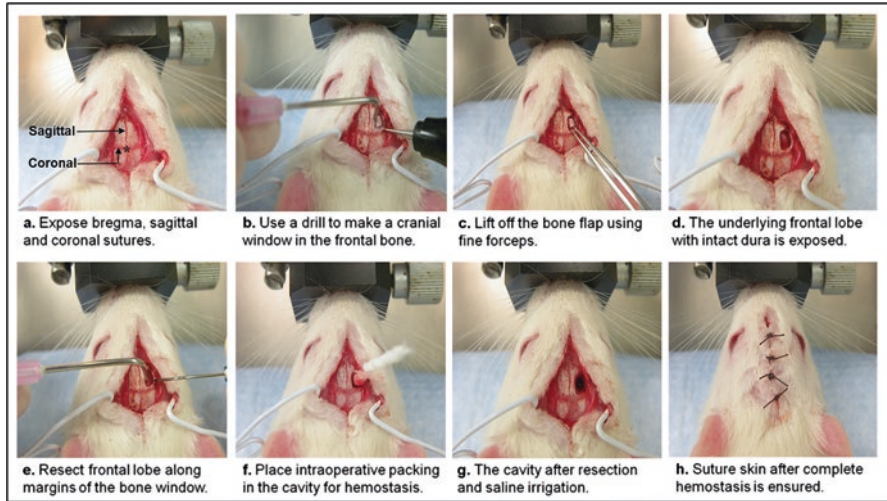 Sagittal
Coronal
a. Expose bregma, sagittal
and coronal sutures.
b. Use a drill to make a cranial
window in the frontal bone.
c. Lift off the bone flap using
fine forceps.
d. The underlying frontal lobe
with intact dura is exposed.
e. Resect frontal lobe along
margins of the bone window.
f. Place intraoperative packing
in the cavity for hemostasis.
g. The cavity after resection
and saline irrigation.
h. Suture skin after complete
hemostasis is ensured.